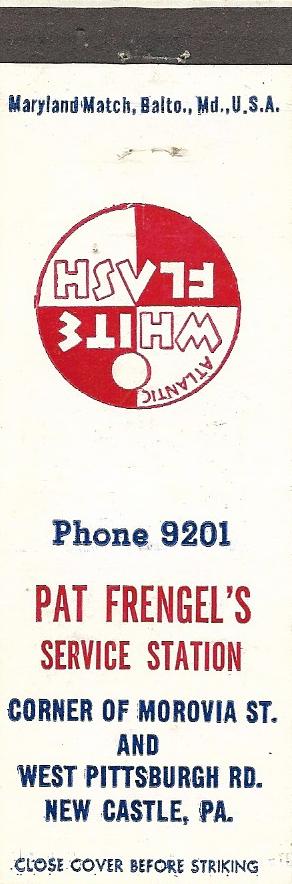 Maryland Match, Balto., Md., U.S.A.
ATLANTIC
WHITE
FLASH
Phone 9201
PAT FRENGEL'S
SERVICE STATION
CORNER OF MOROVIA ST.
AND
WEST PITTSBURGH RD.
NEW CASTLE, PA.
CLOSE COVER BEFORE STRIKING